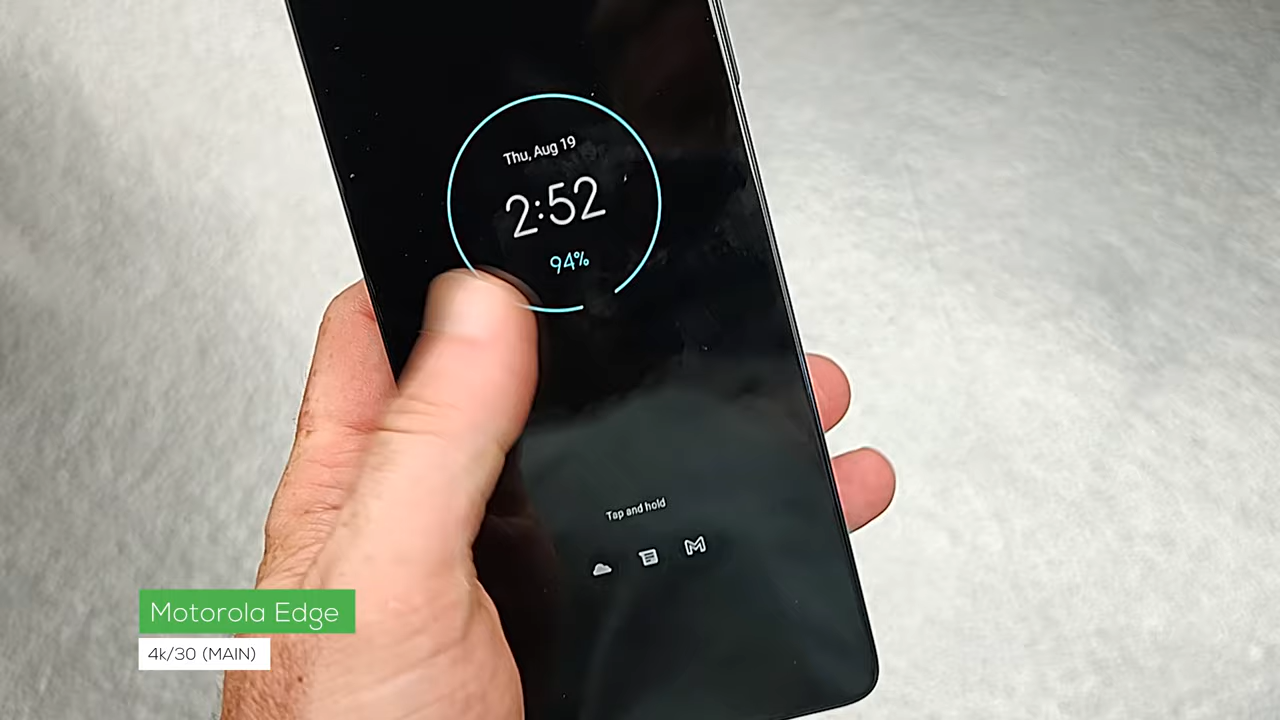 Thu, Aug 19
2:52
94%
Tap and hold
Motorola Edge
4k/30 (MAIN)